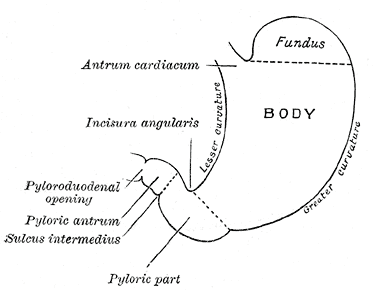 Fundus
Antrum cardiacum
Lesser curvature
BODY
Incisura angularis
Greater curvature
Pyloroduodenal
opening
Pyloric antrum
Sulcus intermedius
Pyloric part